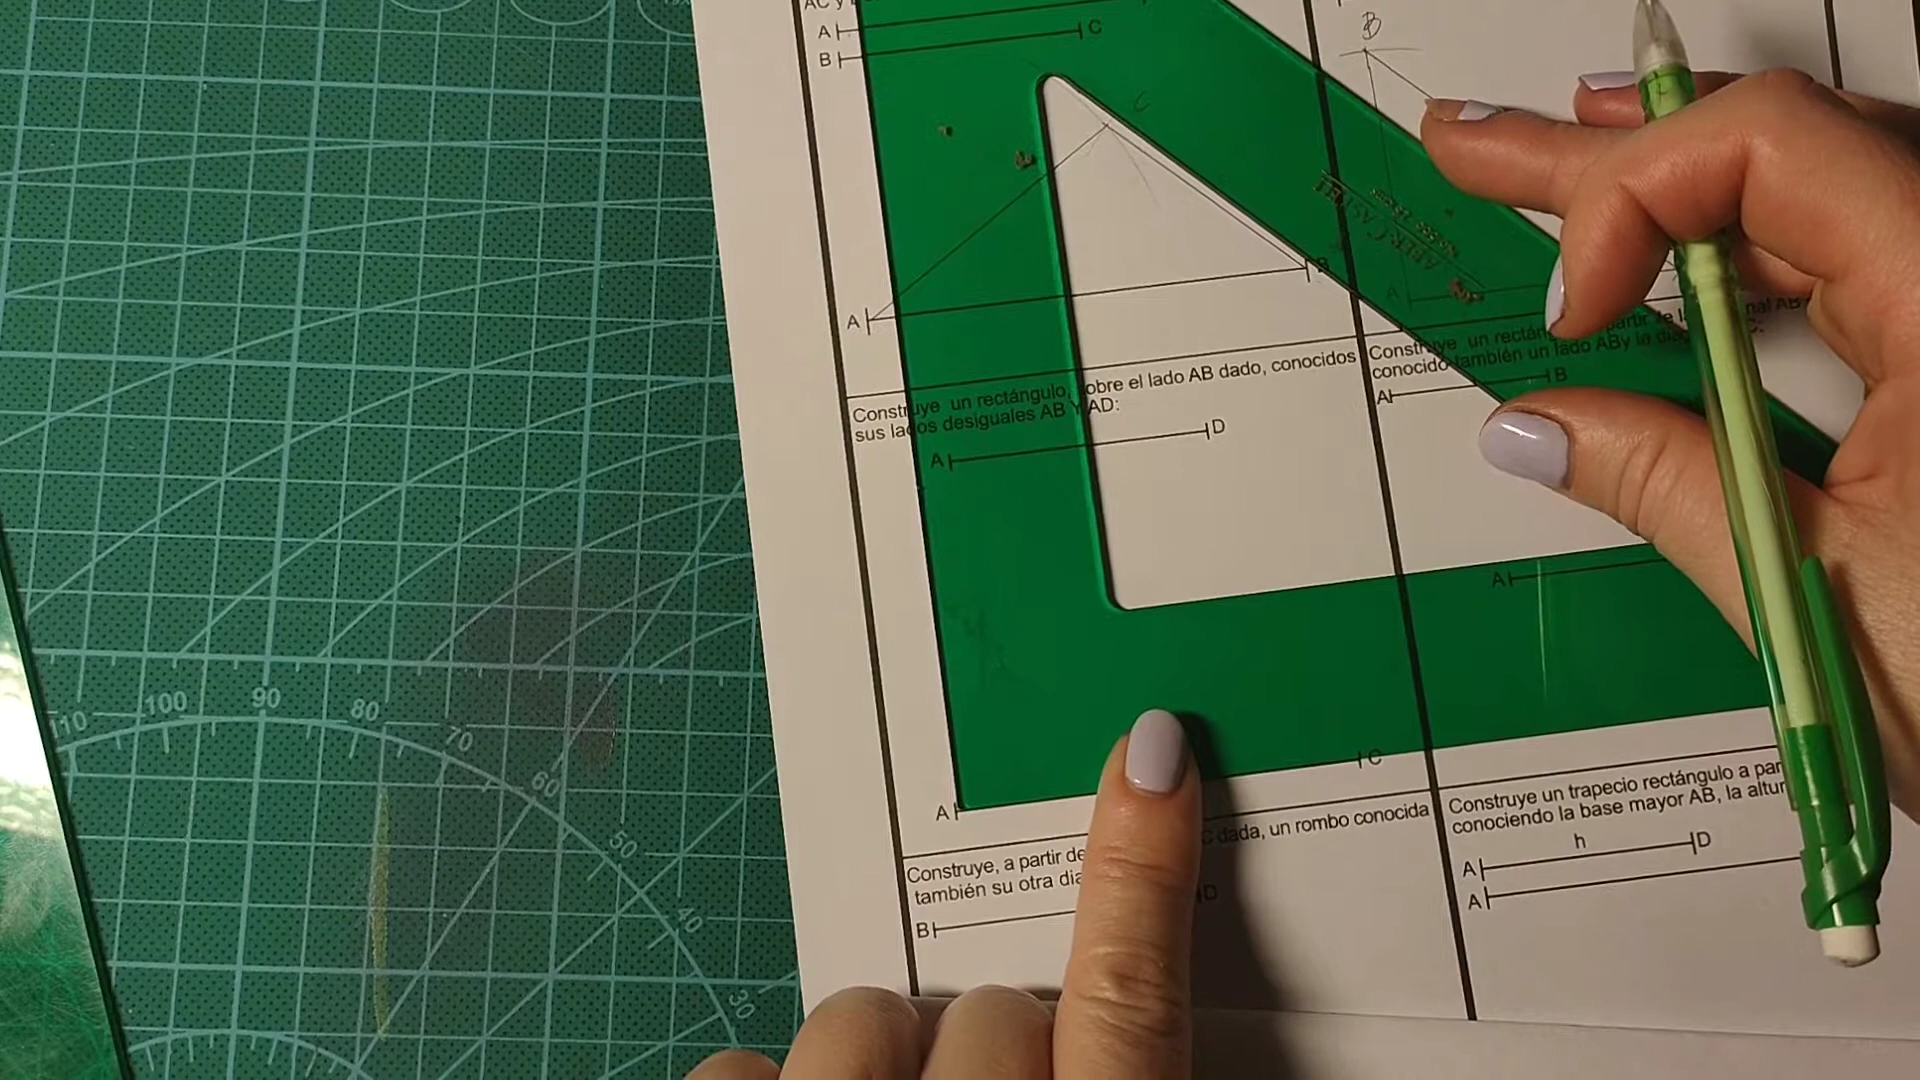 AC y
A
B C
B
C
A B
A
Construye un rectángulo, sobre el lado AB dado, conocidos
sus lados desiguales AB Y AD:
A D
Construye un rectángulo partir de la nal AB
conocido también un lado ABy la
A B
A
A C
Construye, a partir de C dada, un rombo conocida
también su otra dia
B D
Construye un trapecio rectángulo a par
conociendo la base mayor AB, la altur
h
A D
A
110 100 90 80 70 60 50 40 30